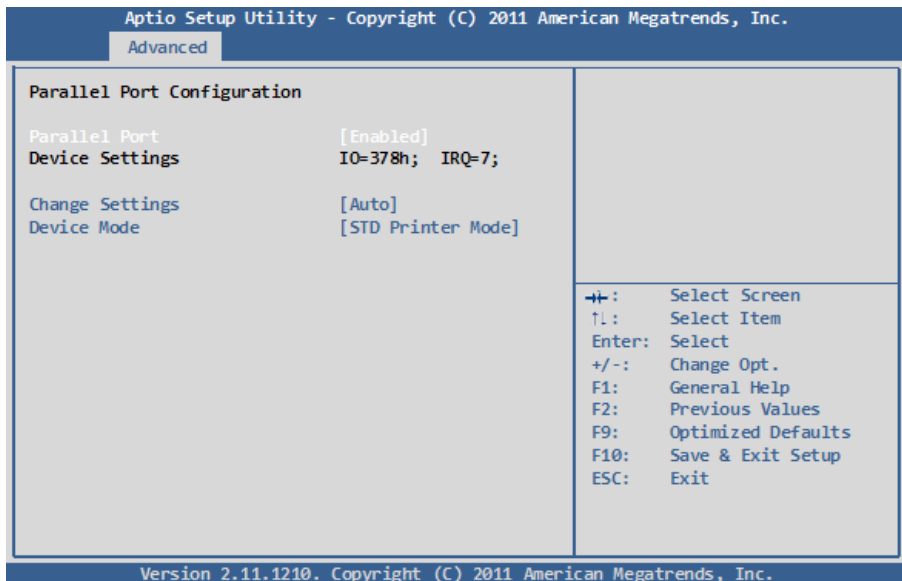 Aptio Setup Utility - Copyright (C) 2011 American Megatrends, Inc.
Advanced
Parallel Port Configuration
Parallel Port [Enabled]
Device Settings IO=378h; IRQ=7;
Change Settings [Auto]
Device Mode [STD Printer Mode]
→←: Select Screen
↑↓: Select Item
Enter: Select
+/-: Change Opt.
F1: General Help
F2: Previous Values
F9: Optimized Defaults
F10: Save & Exit Setup
ESC: Exit
Version 2.11.1210. Copyright (C) 2011 American Megatrends, Inc.